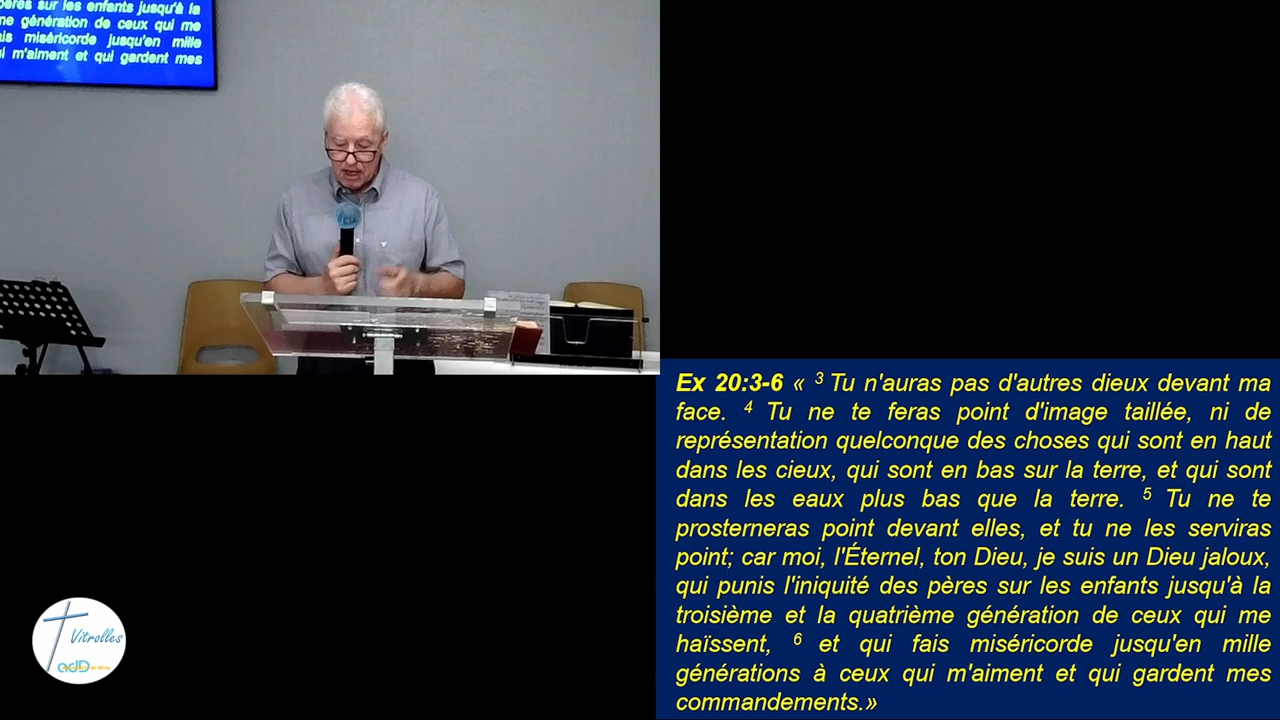 pères sur les enfants jusqu'à la
ne génération de ceux qui me
is miséricorde jusqu'en mille
i m'aiment et qui gardent mes
Ex 20:3-6 « ³ Tu n'auras pas d'autres dieux devant ma
face. ⁴ Tu ne te feras point d'image taillée, ni de
représentation quelconque des choses qui sont en haut
dans les cieux, qui sont en bas sur la terre, et qui sont
dans les eaux plus bas que la terre. ⁵ Tu ne te
prosterneras point devant elles, et tu ne les serviras
point; car moi, l'Éternel, ton Dieu, je suis un Dieu jaloux,
qui punis l'iniquité des pères sur les enfants jusqu'à la
troisième et la quatrième génération de ceux qui me
haïssent, ⁶ et qui fais miséricorde jusqu'en mille
générations à ceux qui m'aiment et qui gardent mes
commandements.»
Vitrolles
adD